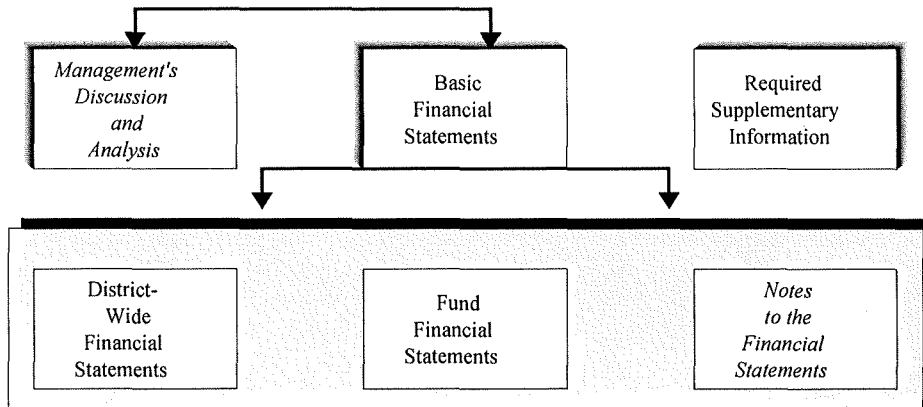 Management's
Discussion
and
Analysis
Basic
Financial
Statements
Required
Supplementary
Information
District-
Wide
Financial
Statements
Fund
Financial
Statements
Notes
to the
Financial
Statements